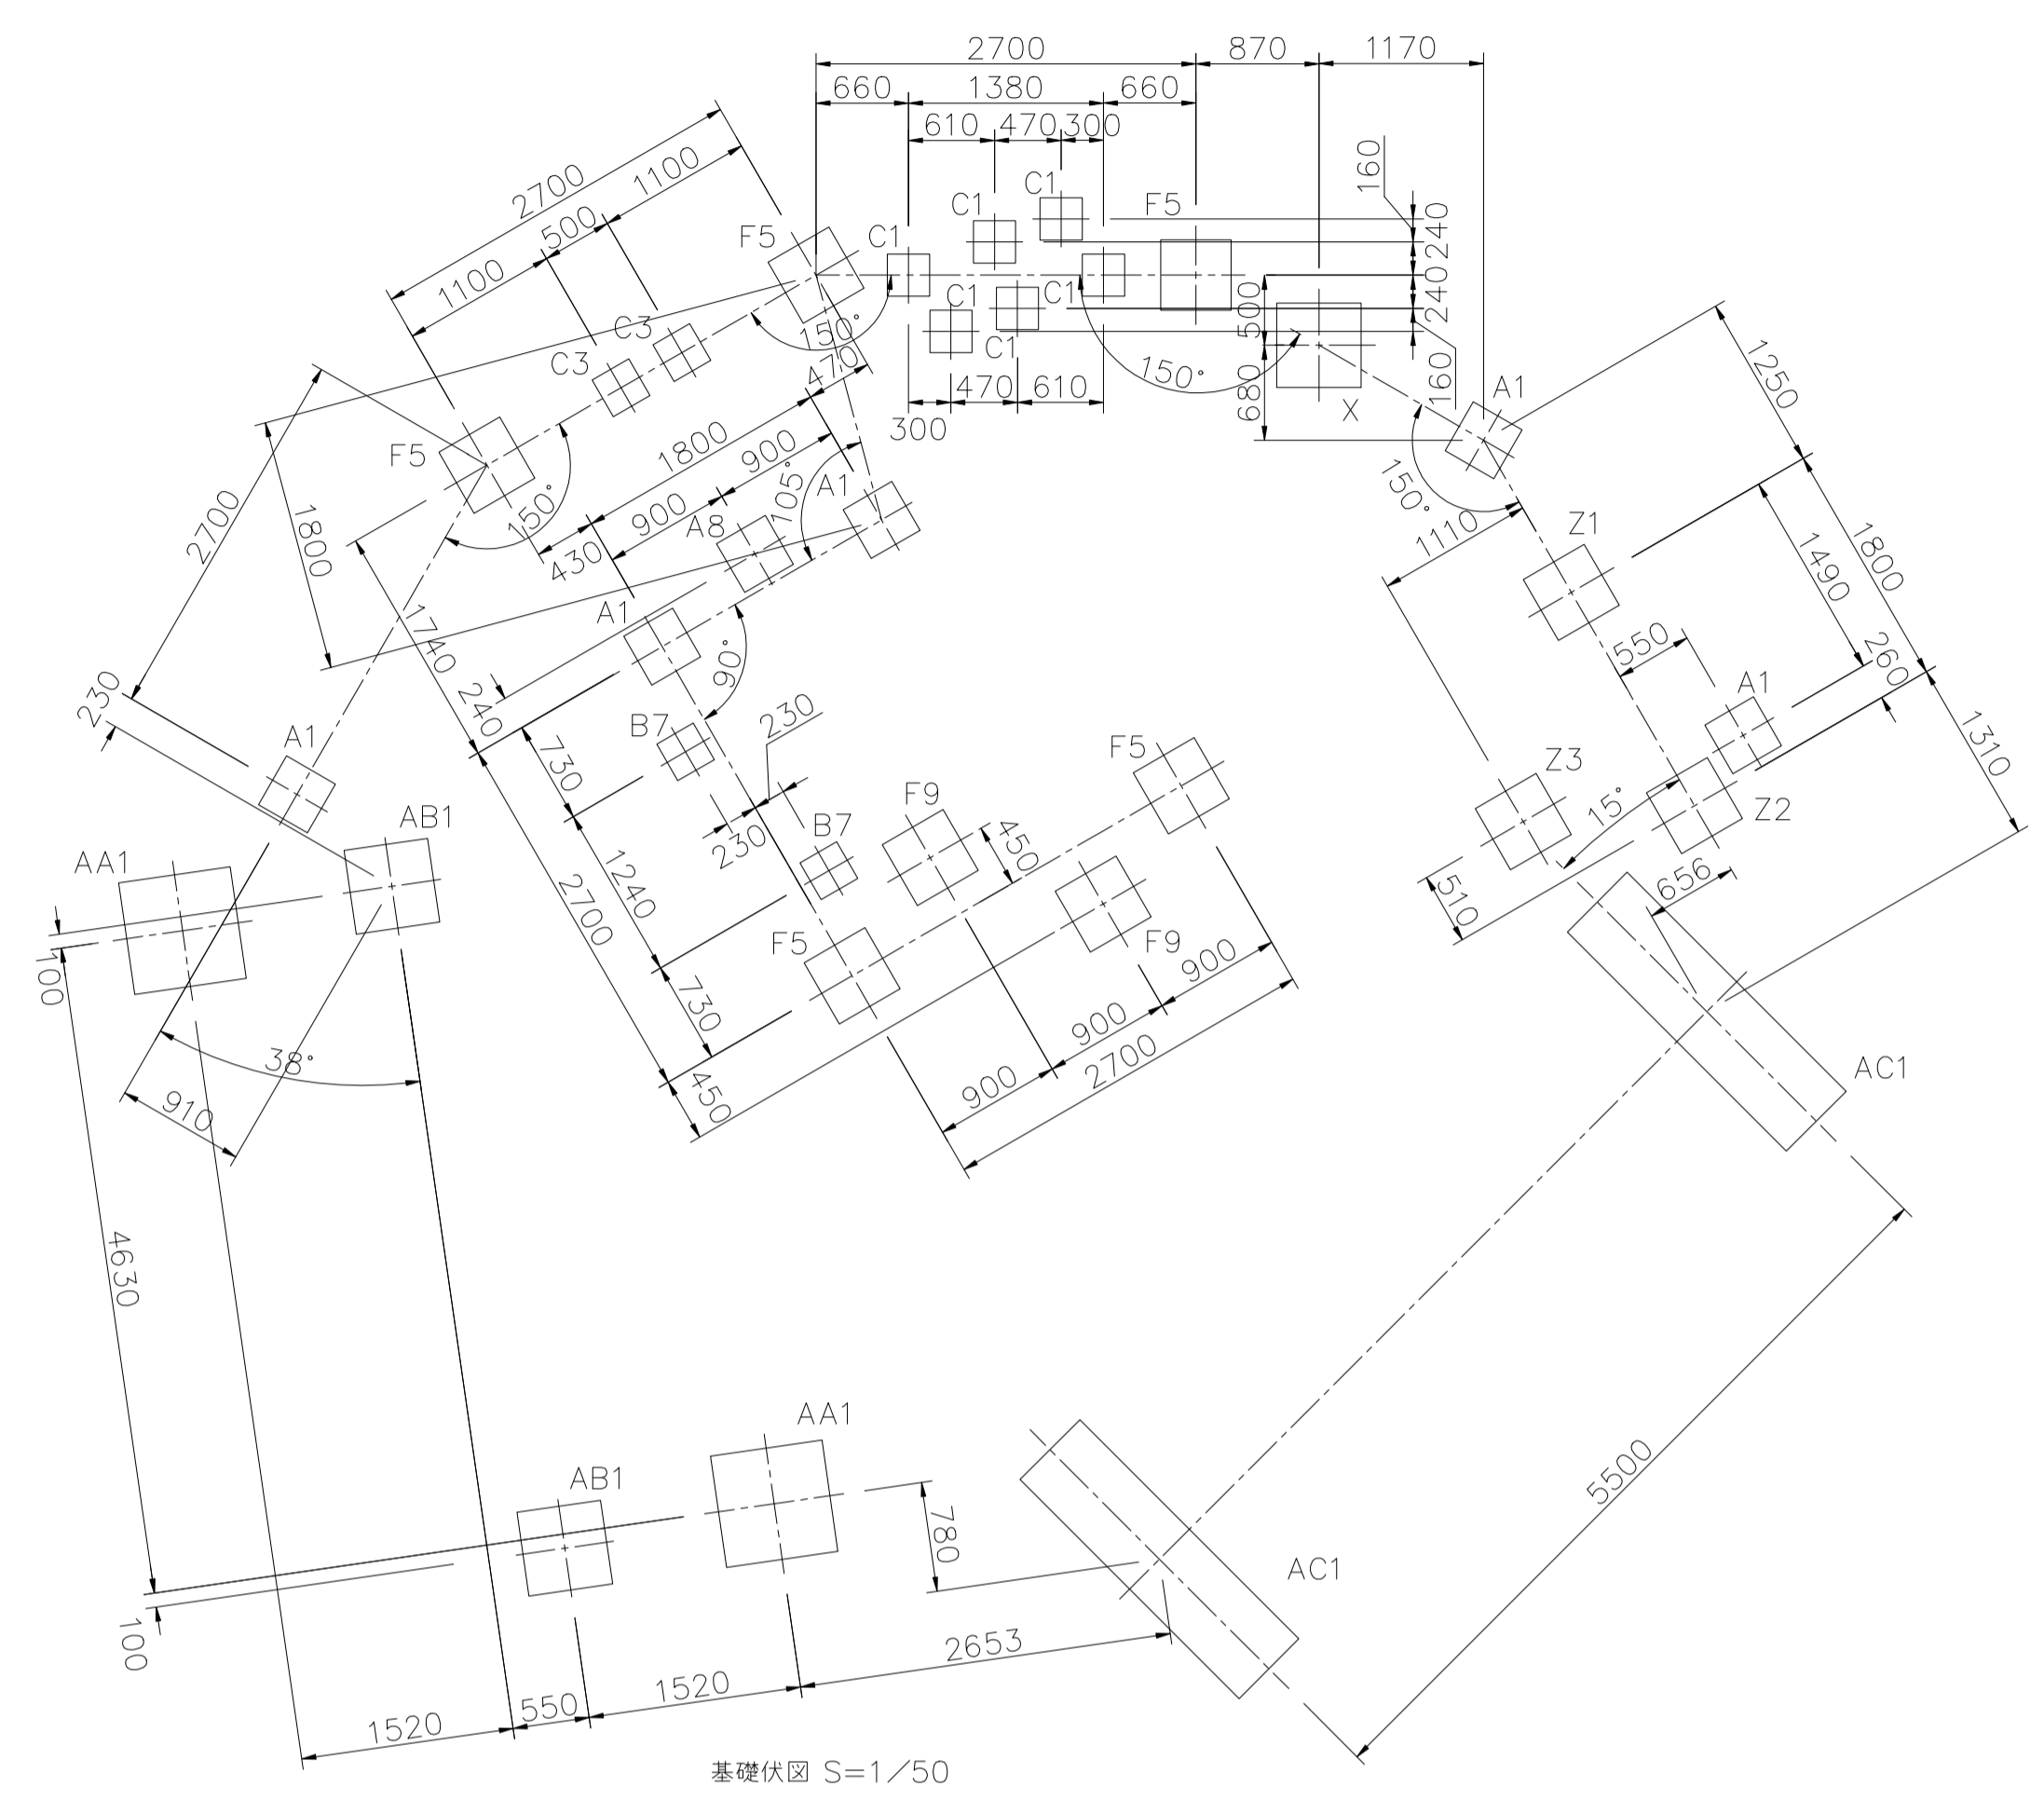 2700
870
1170
660
1380
660
610
470
300
160
2700
1100
500
1100
C1
C1
F5
240
F5
C1
240
240
500
C1
C1
C3
C3
150°
C1
150°
160
X
680
A1
1250
470
470
610
300
1800
900
F5
150°
105°
A1
900
A8
150°
1110
Z1
1490
1800
2700
1800
430
A1
90°
550
260
1740
240
230
A1
B7
230
A1
1310
730
F5
Z3
AB1
F9
450
B7
230
15°
Z2
AA1
1240
2700
656
510
100
F5
F9
900
730
900
38°
910
450
900
2700
AC1
4630
5500
AA1
AB1
780
AC1
100
2653
1520
550
1520
基礎伏図 S=1/50